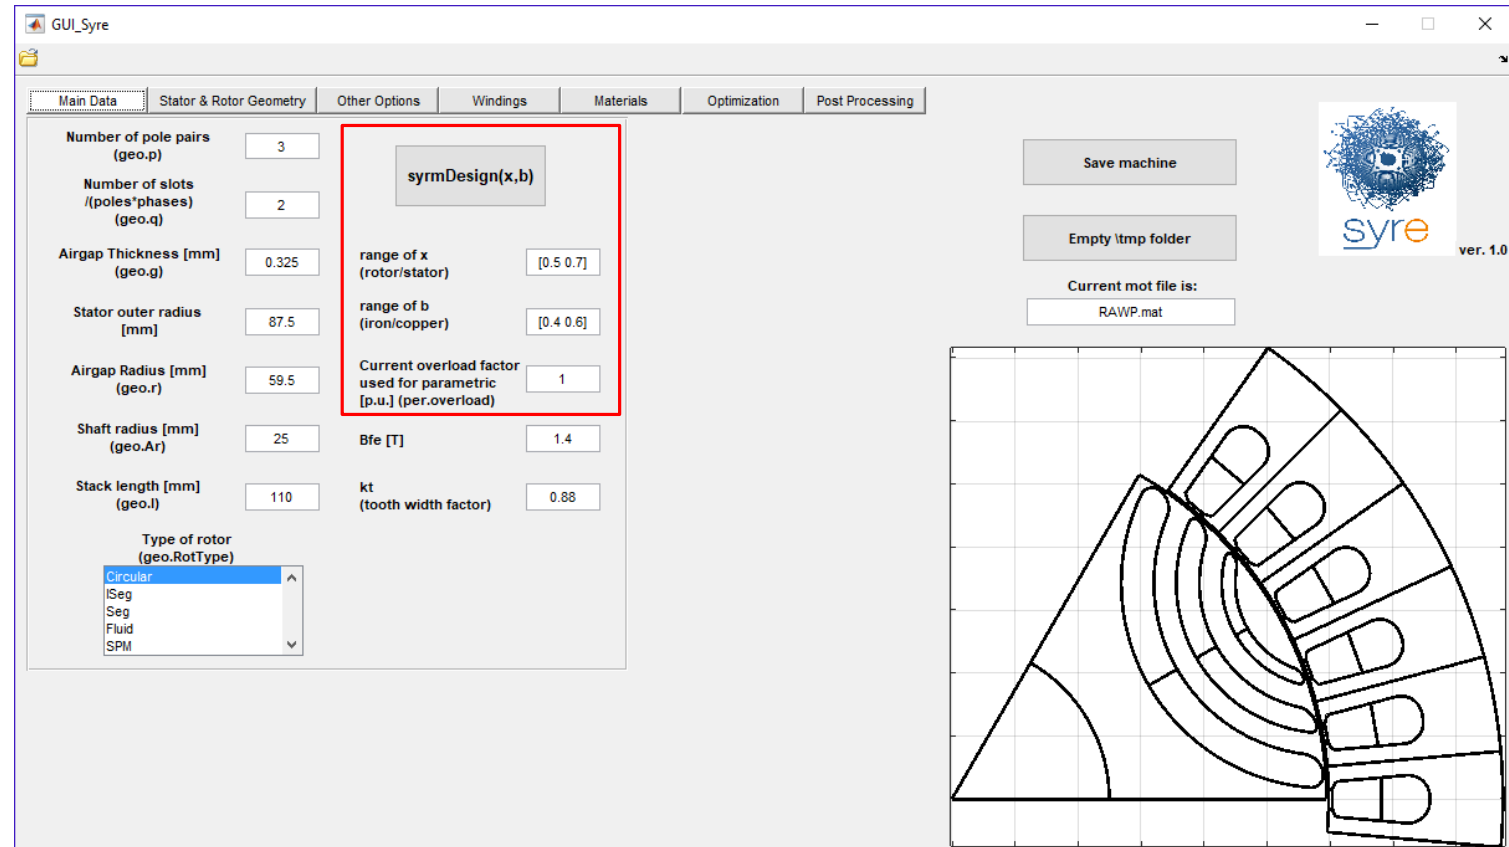 GUI_Syre
Main Data
Stator & Rotor Geometry
Other Options
Windings
Materials
Optimization
Post Processing
Number of pole pairs
(geo.p)
3
Number of slots
/(poles*phases)
(geo.q)
2
Airgap Thickness [mm]
(geo.g)
0.325
Stator outer radius
[mm]
87.5
Airgap Radius [mm]
(geo.r)
59.5
Shaft radius [mm]
(geo.Ar)
25
Stack length [mm]
(geo.l)
110
Type of rotor
(geo.RotType)
Circular
ISeg
Seg
Fluid
SPM
syrmDesign(x,b)
range of x
(rotor/stator)
[0.5 0.7]
range of b
(iron/copper)
[0.4 0.6]
Current overload factor
used for parametric
[p.u.] (per.overload)
1
Bfe [T]
1.4
kt
(tooth width factor)
0.88
Save machine
Empty \tmp folder
Current mot file is:
RAWP.mat
syre
ver. 1.0